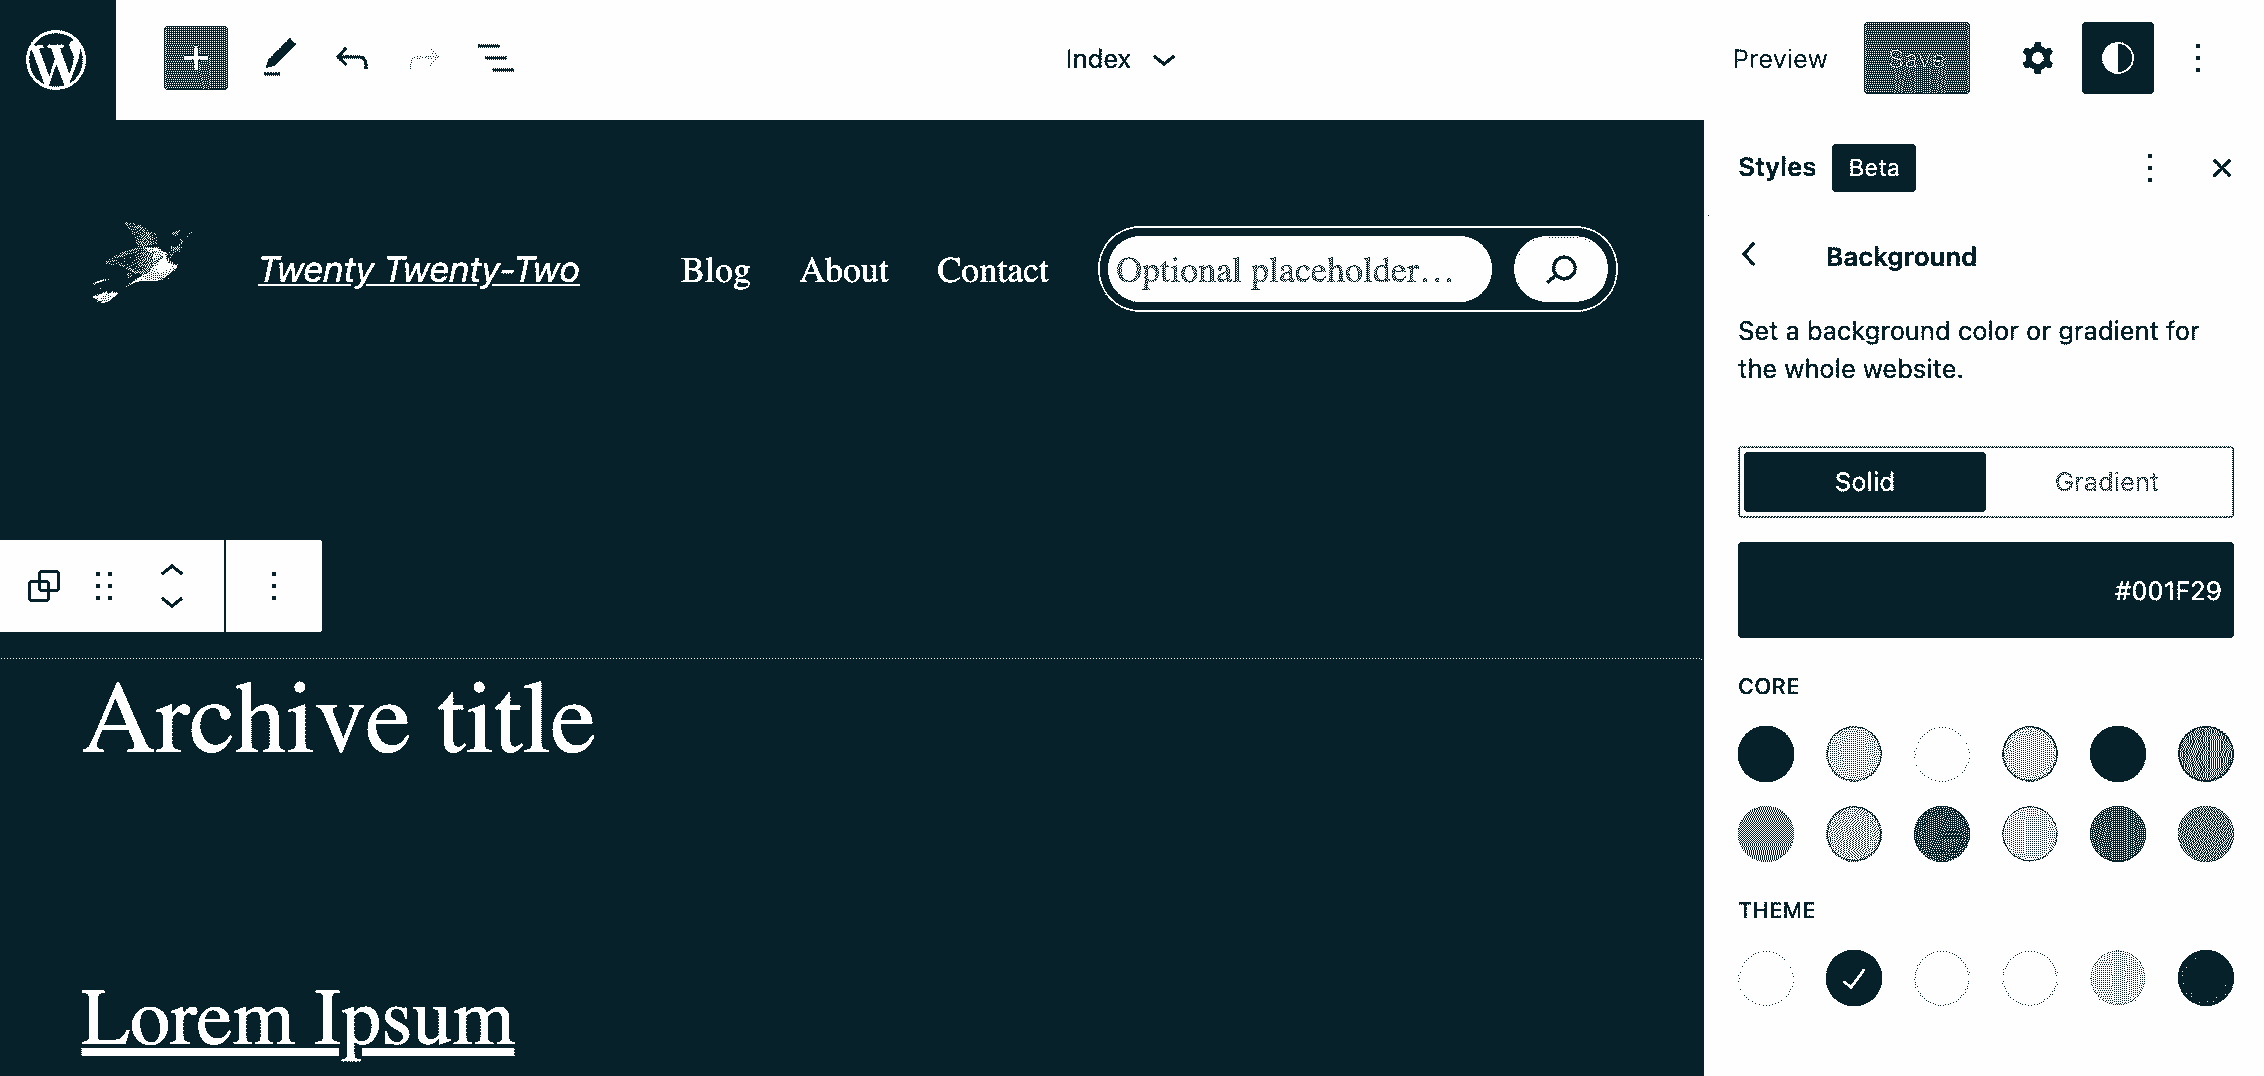 Index
Preview
Save
Styles
Beta
Twenty Twenty-Two
Blog
About
Contact
Optional placeholder...
Background
Set a background color or gradient for
the whole website.
Solid
Gradient
#001F29
Archive title
CORE
THEME
Lorem Ipsum